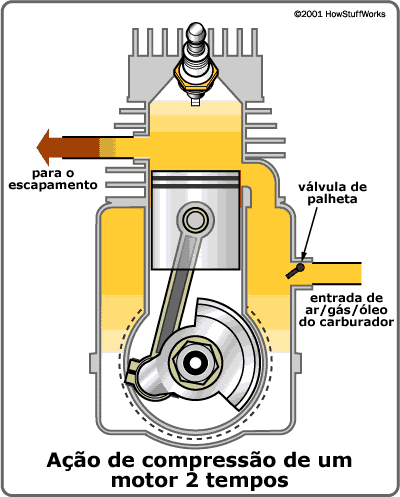 ©2001 HowStuffWorks
para o
escapamento
válvula de
palheta
entrada de
ar/gás/óleo
do carburador
Ação de compressão de um
motor 2 tempos